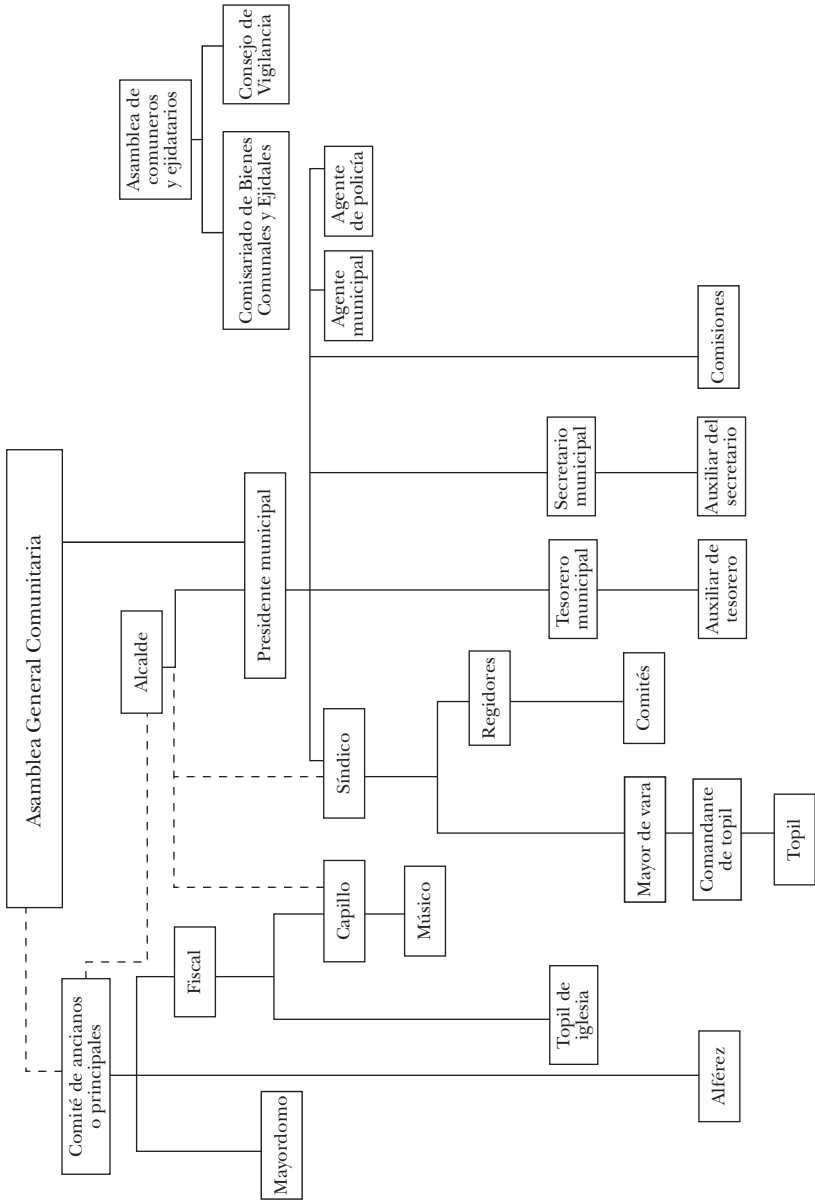 Asamblea General Comunitaria
Comité de ancianos
o principales
Asamblea de
comuneros
y ejidatarios
Alcalde
Fiscal
Comisariado de Bienes
Comunales y Ejidales
Consejo de
Vigilancia
Mayordomo
Presidente municipal
Capillo
Síndico
Agente
municipal
Agente
de policía
Músico
Regidores
Topil de
iglesia
Tesorero
municipal
Secretario
municipal
Mayor de vara
Comités
Alférez
Comandante
de topil
Auxiliar de
tesorero
Auxiliar del
secretario
Comisiones
Topil